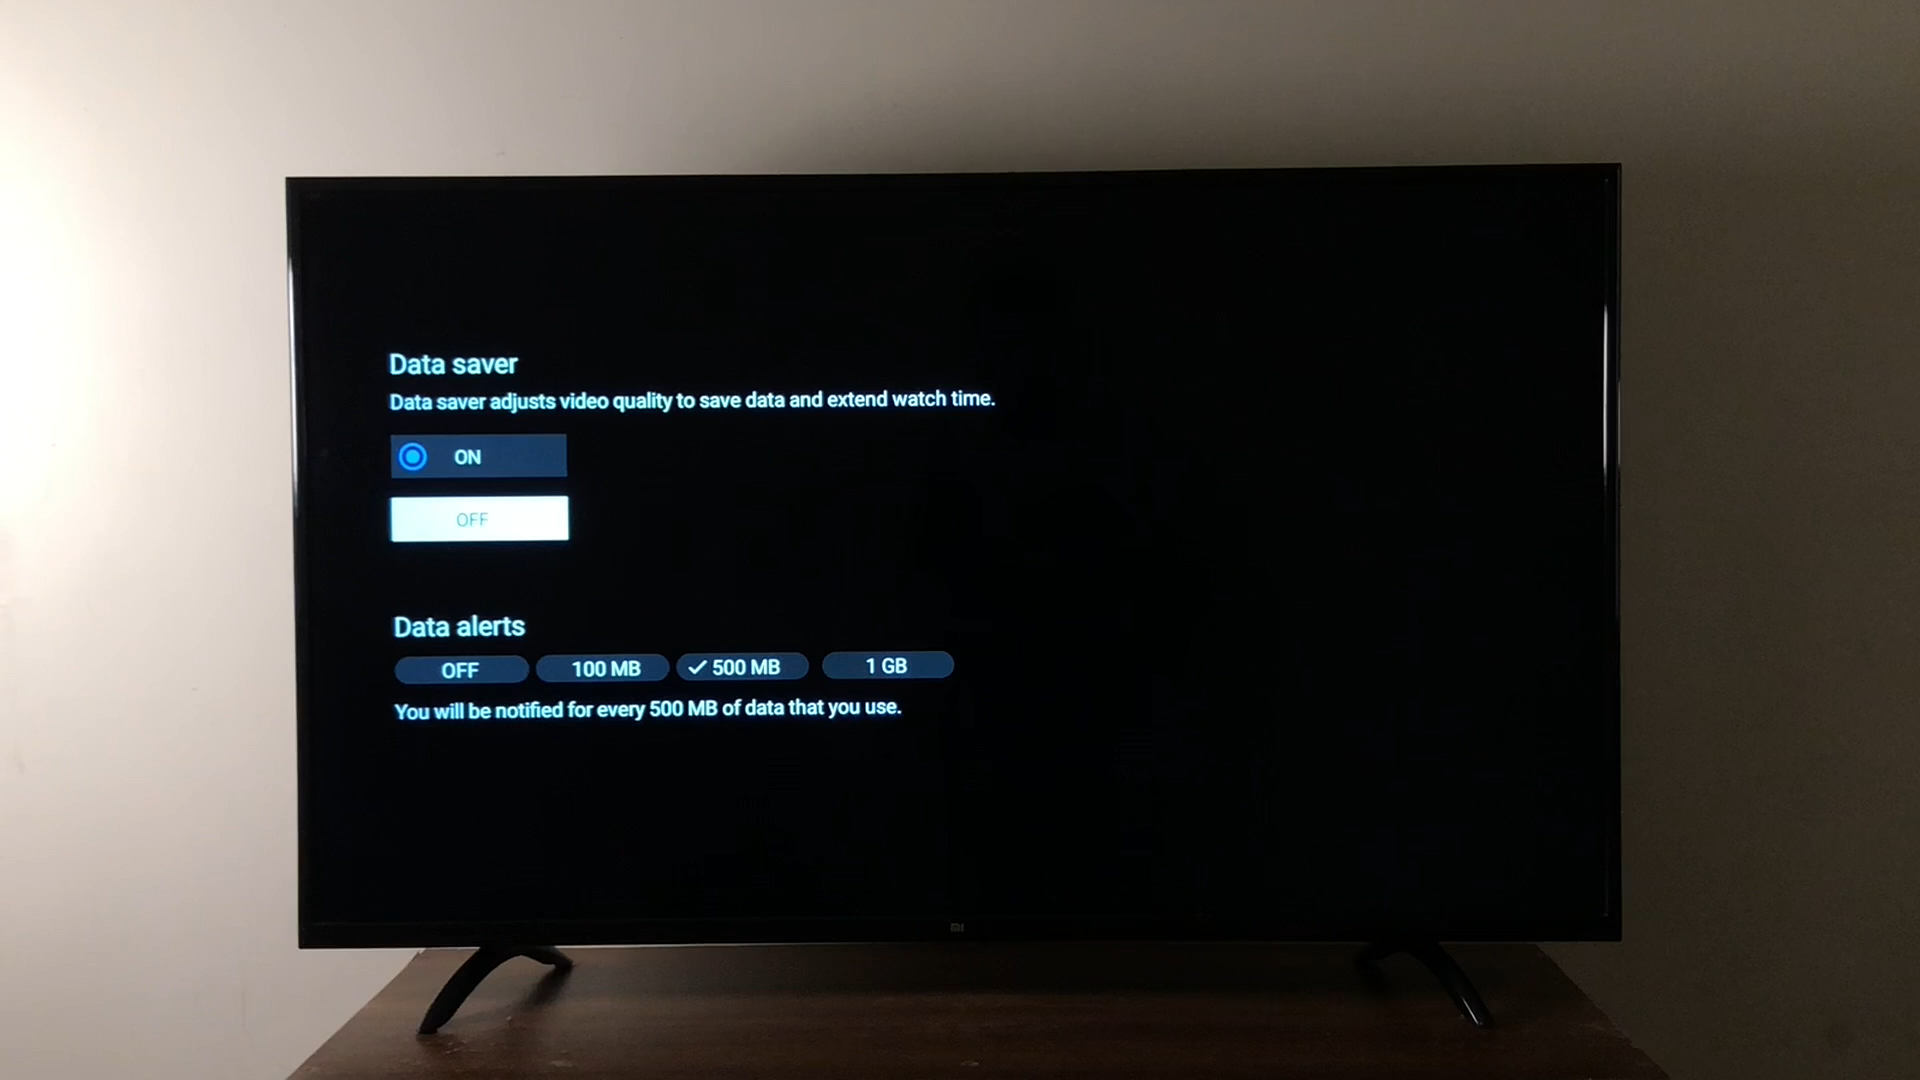 Data saver
Data saver adjusts video quality to save data and extend watch time.
ON
OFF
Data alerts
OFF 100 MB 500 MB 1 GB
You will be notified for every 500 MB of data that you use.
mi